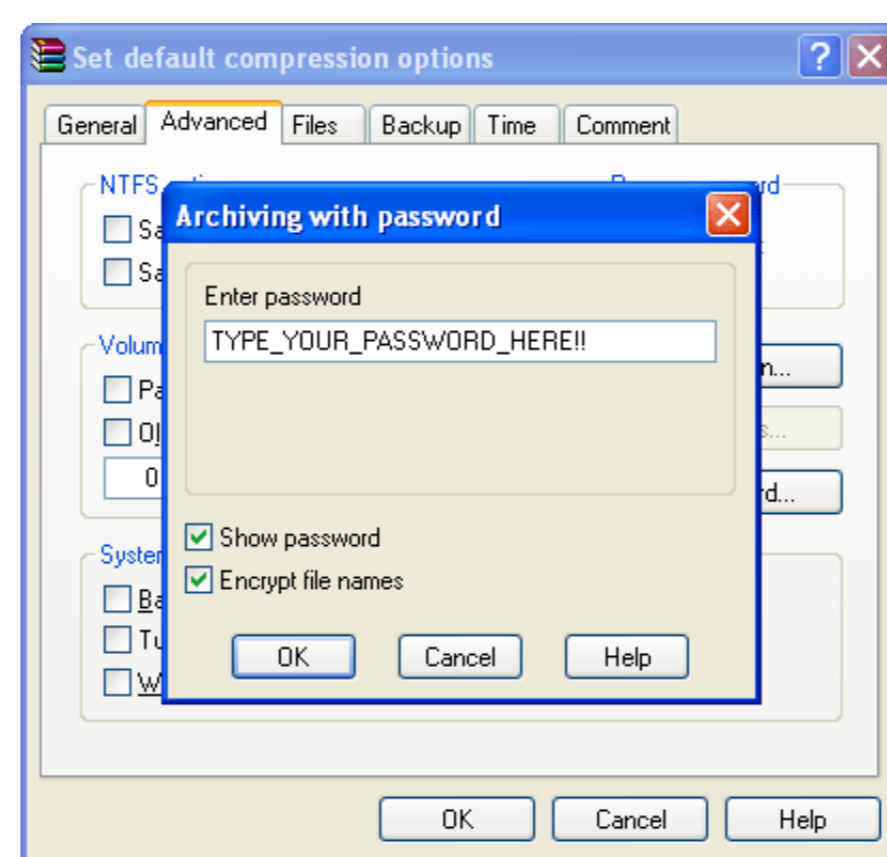 Set default compression options
General Advanced Files Backup Time Comment
NTFS
Archiving with password
Enter password
TYPE_YOUR_PASSWORD_HERE!!
0
Show password
Encrypt file names
OK Cancel Help
OK Cancel Help